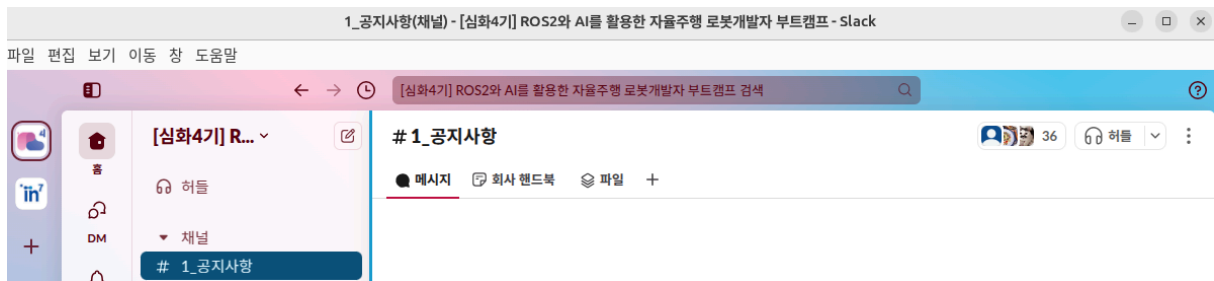 1_공지사항(채널) - [심화4기] ROS2와 AI를 활용한 자율주행 로봇개발자 부트캠프 - Slack
파일 편집 보기 이동 창 도움말
[심화4기] ROS2와 AI를 활용한 자율주행 로봇개발자 부트캠프 검색
4
[심화4기] R...
# 1_공지사항
36
허들
홈
허들
메시지
회사 핸드북
파일
in 7
DM
채널
# 1_공지사항